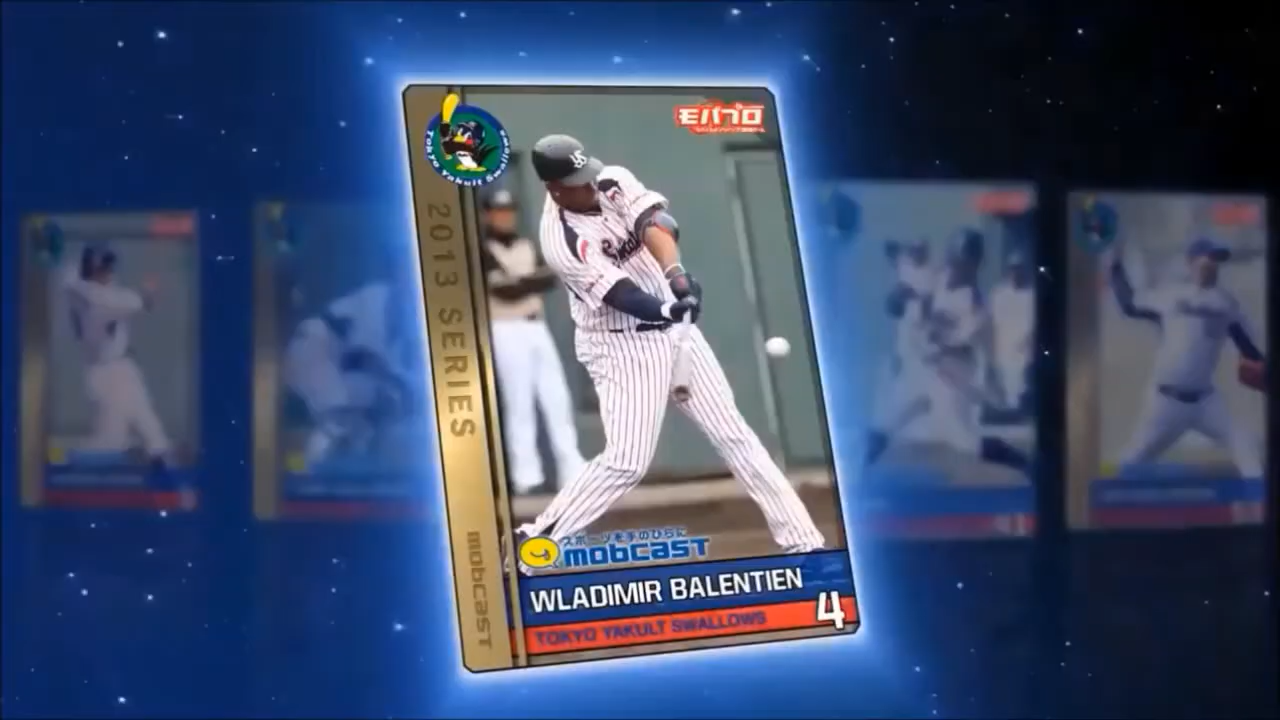 Tokyo Yakult Swallows
モバプロ
YS
2013 SERIES
mobcast
スポーツを手のひらに
mobcast
WLADIMIR BALENTIEN
4
TOKYO YAKULT SWALLOWS